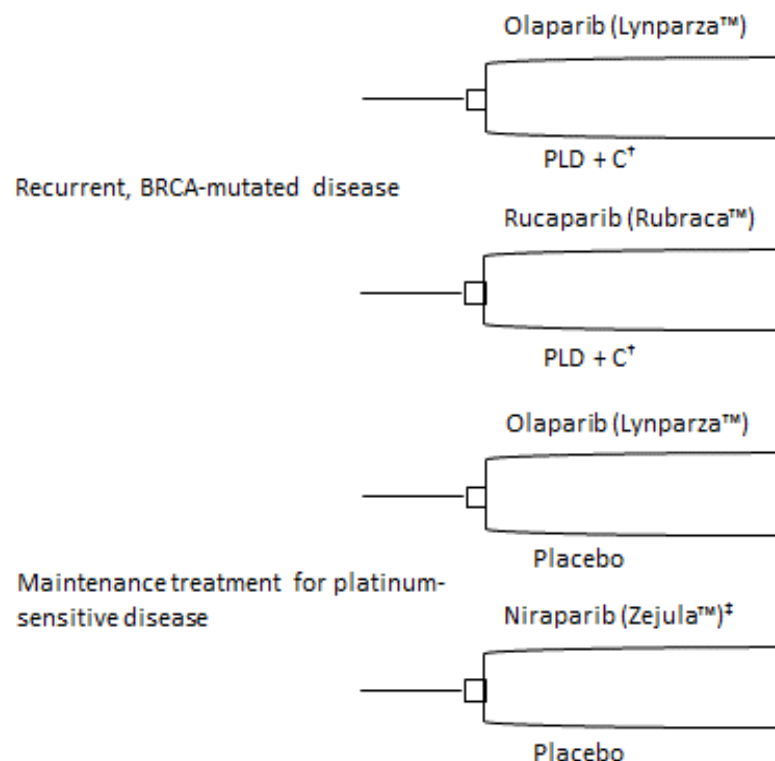 Olaparib (Lynparza™)
PLD + C†
Recurrent, BRCA-mutated disease
Rucaparib (Rubraca™)
PLD + C†
Olaparib (Lynparza™)
Placebo
Maintenance treatment for platinum-
sensitive disease
Niraparib (Zejula™)‡
Placebo